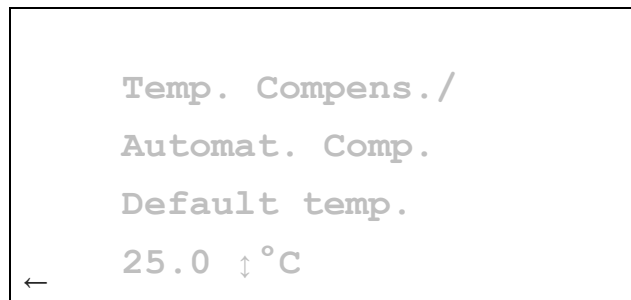 Temp. Compens./
Automat. Comp.
Default temp.
25.0 ↕°C
←